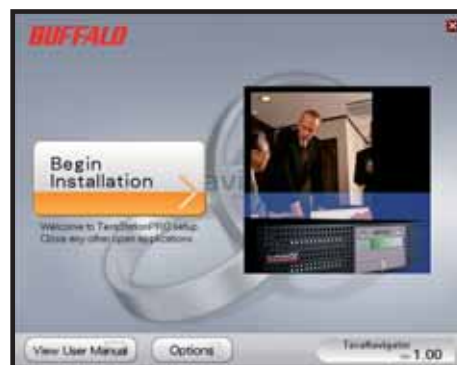 BUFFALO
Begin
Installation
Welcome to TeraStation PRO setup.
Close any other open applications.
View User Manual
Options
TeraNavigator
Ver. 1.00